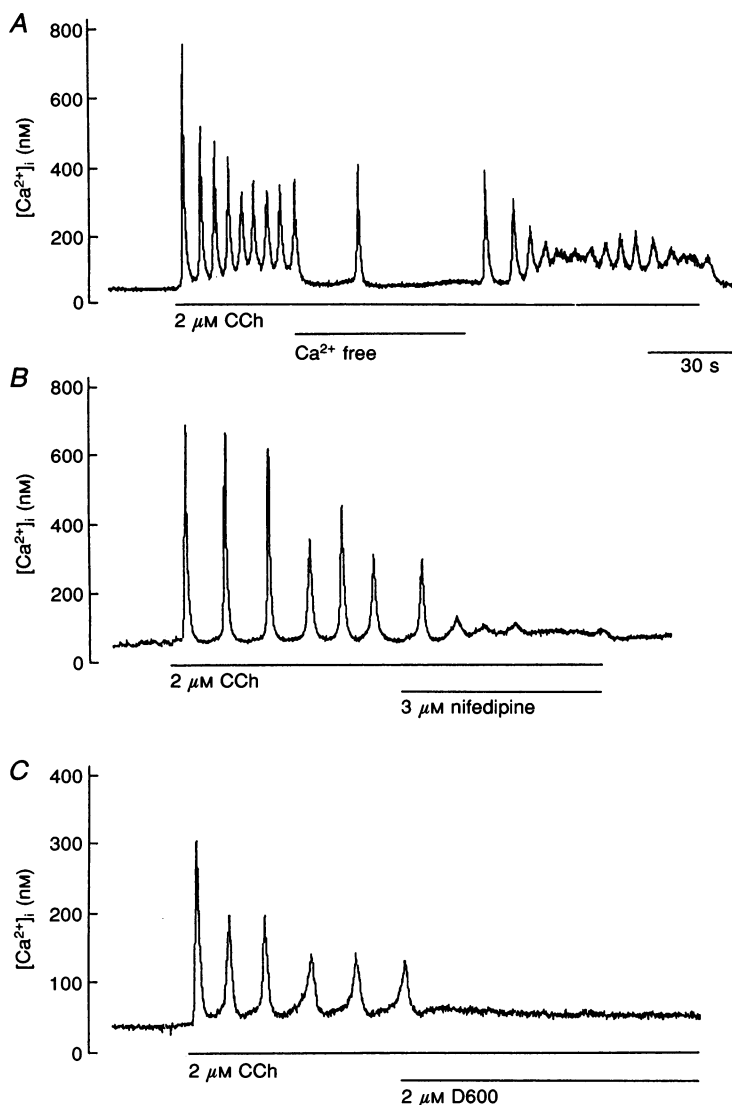 A
800
600
400
200
0
[Ca²⁺]ᵢ (nM)
2 μM CCh
Ca²⁺ free
30 s
B
800
600
400
200
0
[Ca²⁺]ᵢ (nM)
2 μM CCh
3 μM nifedipine
C
400
300
200
100
0
[Ca²⁺]ᵢ (nM)
2 μM CCh
2 μM D600